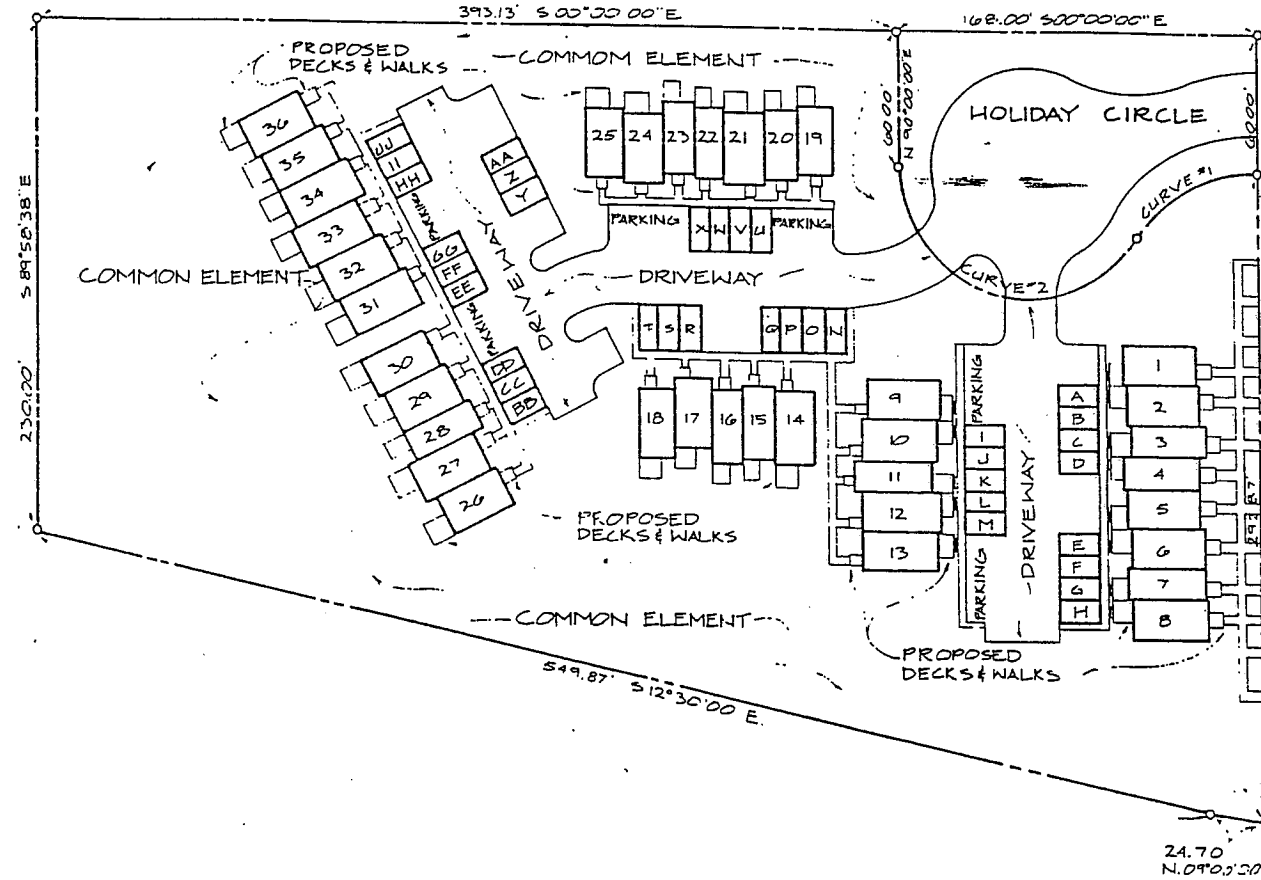 393.13' S 00°00'00"E
168.00' S00°00'00"E
PROPOSED
DECKS & WALKS
COMMOM ELEMENT
HOLIDAY CIRCLE
60.00'
N 90°00'00"E
60.00'
CURVE #1
CURVE #2
S 89°58'38"E
230.20'
36
35
34
33
32
31
30
29
28
27
26
JJ
II
HH
PARKING
GG
FF
EE
PARKING
DD
CC
BB
AA
Z
Y
DRIVEWAY
25
24
23
22
21
20
19
PARKING
X
W
V
U
PARKING
COMMON ELEMENT
DRIVEWAY
T
S
R
Q
P
O
N
18
17
16
15
14
9
10
11
12
13
PARKING
I
J
K
L
M
PARKING
DRIVEWAY
A
B
C
D
E
F
G
H
1
2
3
4
5
6
7
8
PROPOSED
DECKS & WALKS
COMMON ELEMENT
PROPOSED
DECKS & WALKS
549.87' S 12°30'00 E.
24.70